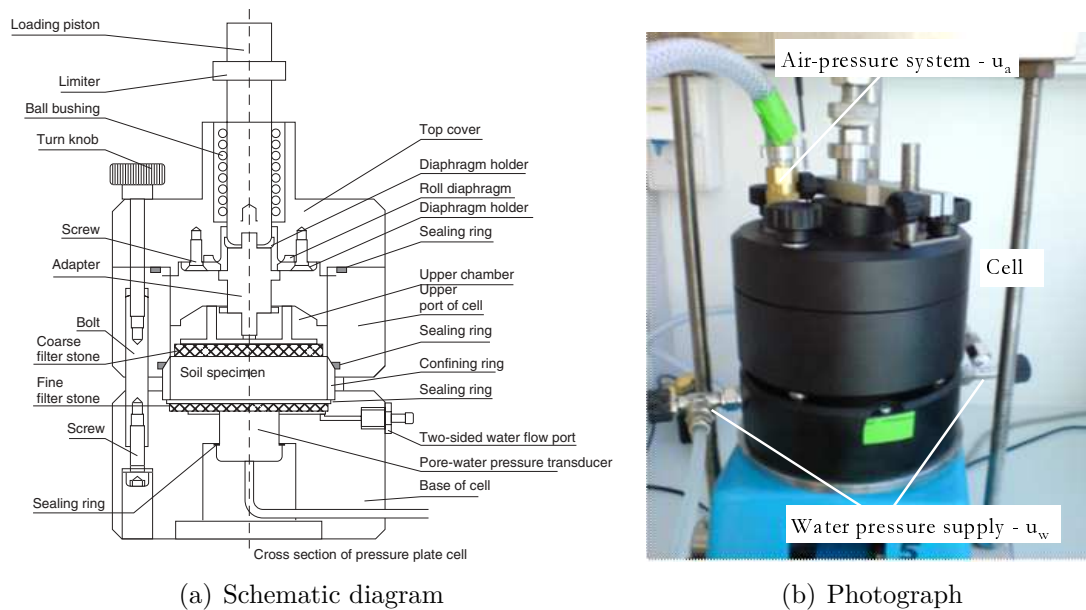 Loading piston
Limiter
Ball bushing
Turn knob
Screw
Adapter
Bolt
Coarse
filter stone
Fine
filter stone
Screw
Sealing ring
Top cover
Diaphragm holder
Roll diaphragm
Diaphragm holder
Sealing ring
Upper chamber
Upper
port of cell
Sealing ring
Confining ring
Sealing ring
Two-sided water flow port
Pore-water pressure transducer
Base of cell
Soil specimen
Cross section of pressure plate cell
(a) Schematic diagram
Air-pressure system - uₐ
Cell
Water pressure supply - u_w
5
(b) Photograph